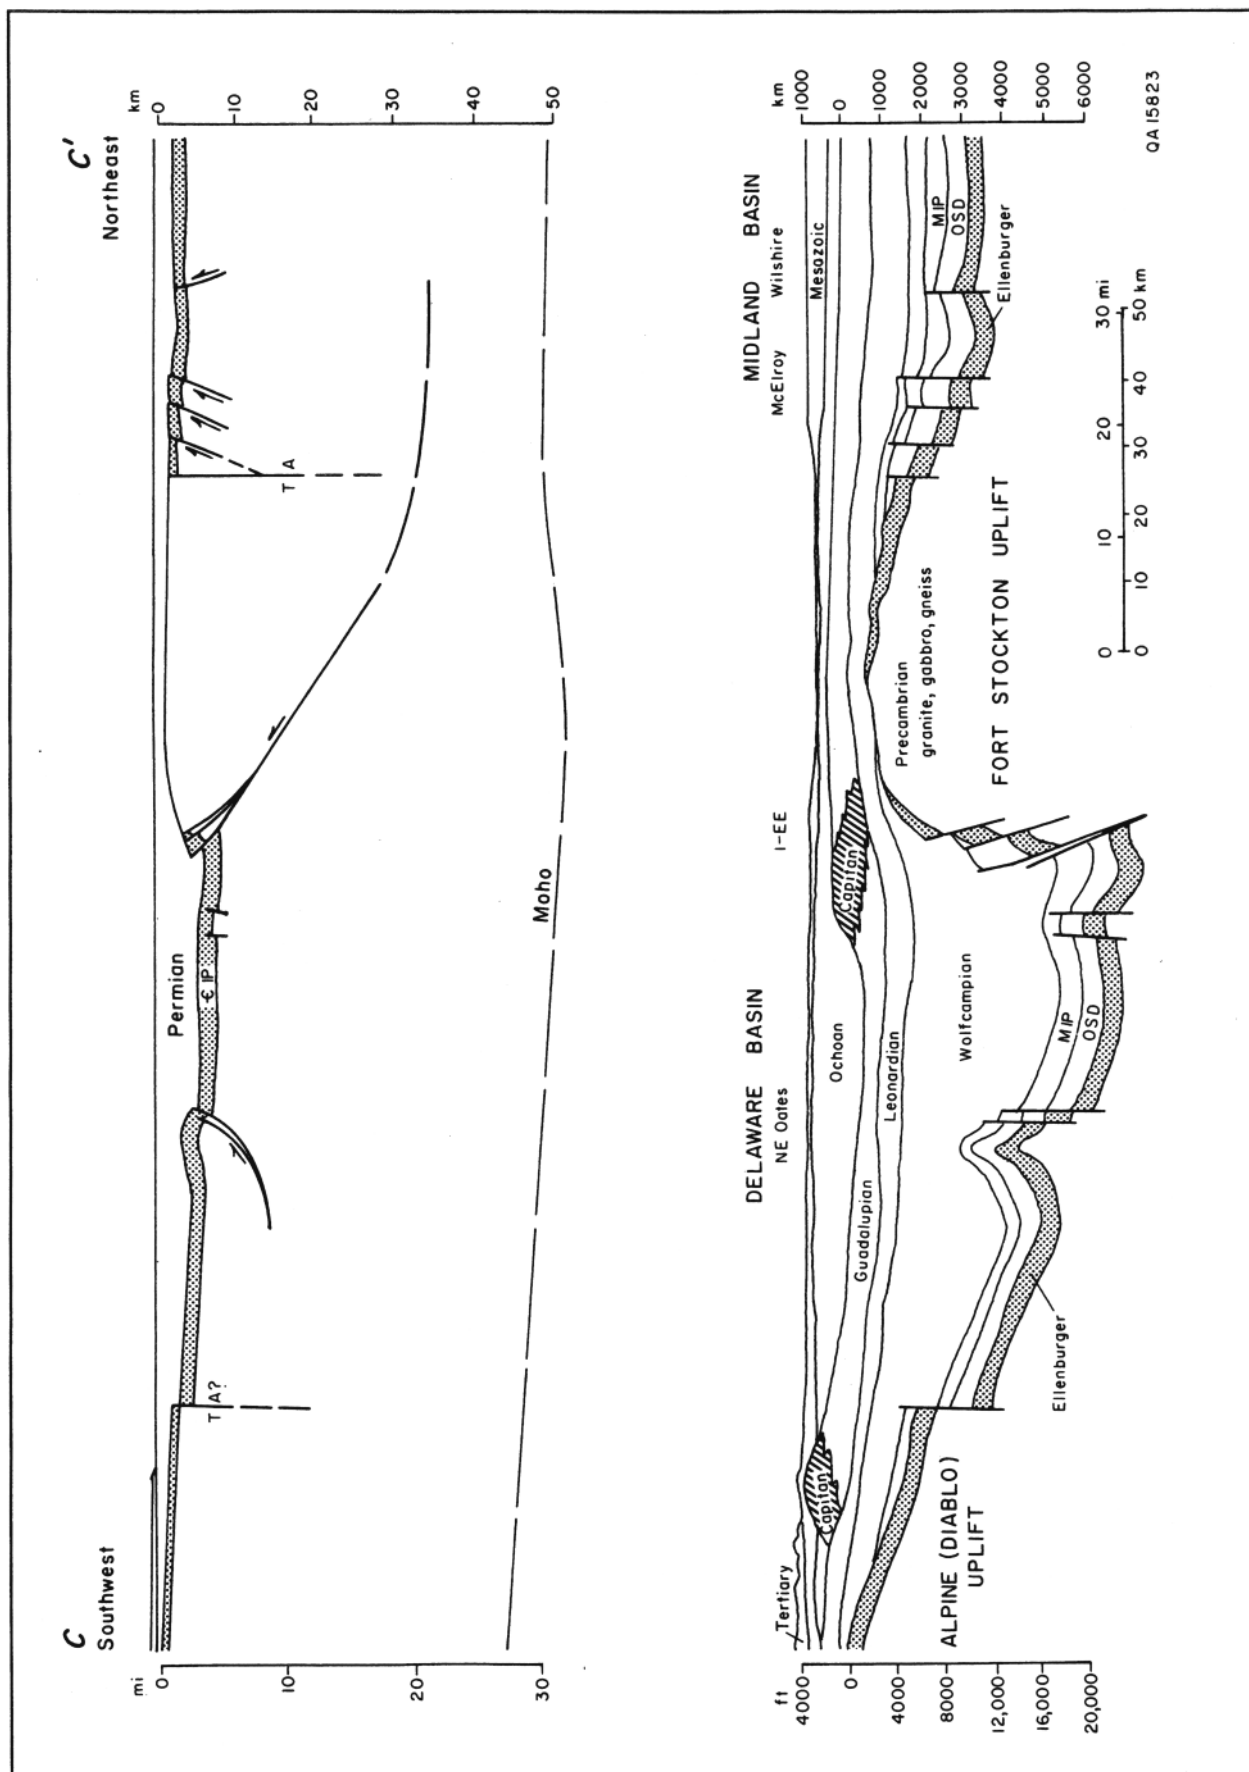 C
Southwest
C'
Northeast
mi
0
10
20
30
km
0
10
20
30
40
50
Permian
Є IP
T A?
T A
Moho
DELAWARE BASIN
NE Oates
1-EE
MIDLAND BASIN
McElroy Wilshire
ft
4000
0
4000
8000
12,000
16,000
20,000
km
1000
0
1000
2000
3000
4000
5000
6000
Tertiary
Mesazoic
Capitan
Capitan
Ochoan
Guadalupian
Leonardian
Wolfcampian
MIP
OSD
MIP
OSD
Ellenburger
Ellenburger
Precambrian
granite, gabbro, gneiss
ALPINE (DIABLO)
UPLIFT
FORT STOCKTON UPLIFT
0 10 20 30 mi
0 10 20 30 40 50 km
QA15823